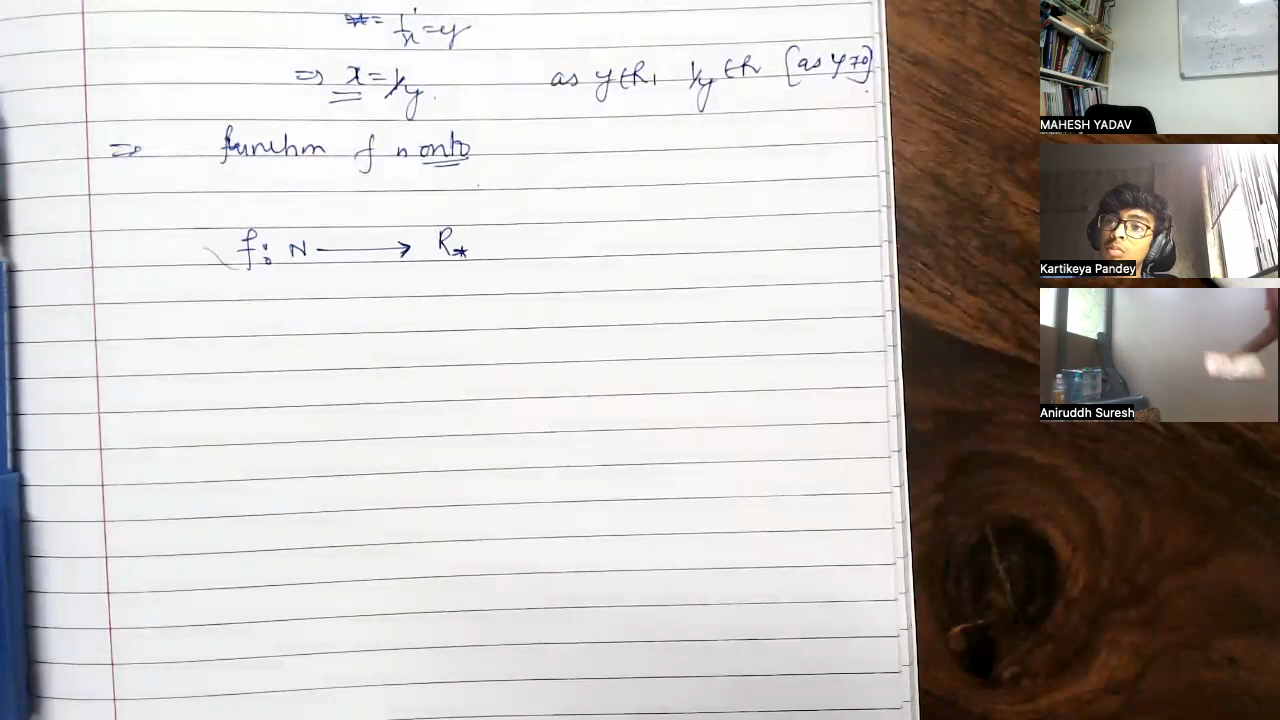 = 1/x = y
⇒ x = 1/y. as y ∈ R, 1/y ∈ R [as y ≠ 0]
⇒ function f is onto
f: N ⟶ R*
MAHESH YADAV
Kartikeya Pandey
Aniruddh Suresh